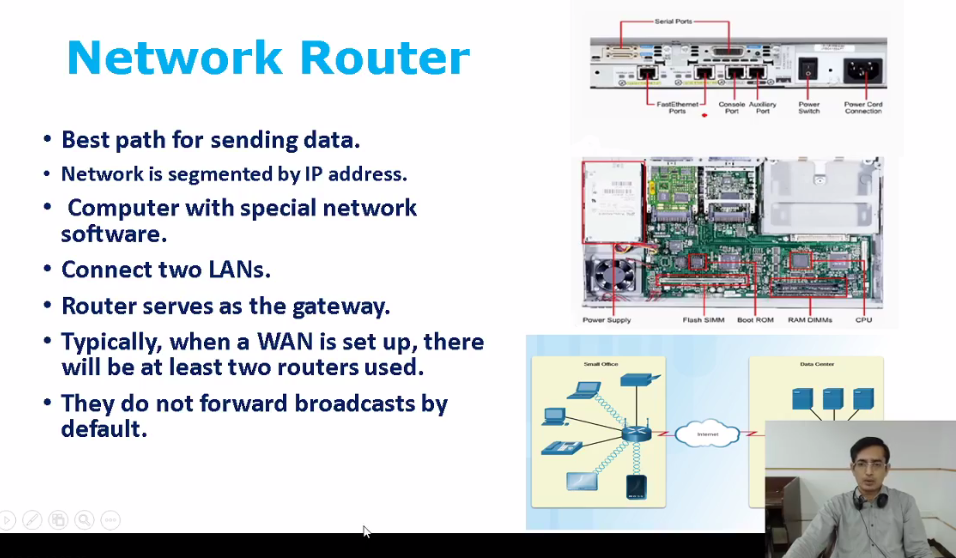 Network Router
• Best path for sending data.
• Network is segmented by IP address.
• Computer with special network
software.
• Connect two LANs.
• Router serves as the gateway.
• Typically, when a WAN is set up, there
will be at least two routers used.
• They do not forward broadcasts by
default.
Serial Ports
FastEthernet
Ports
Console
Port
Auxiliary
Port
Power
Switch
Power Cord
Connection
Power Supply
Flash SIMM
Boot ROM
RAM DIMMs
CPU
Small Office
Data Center
Internet